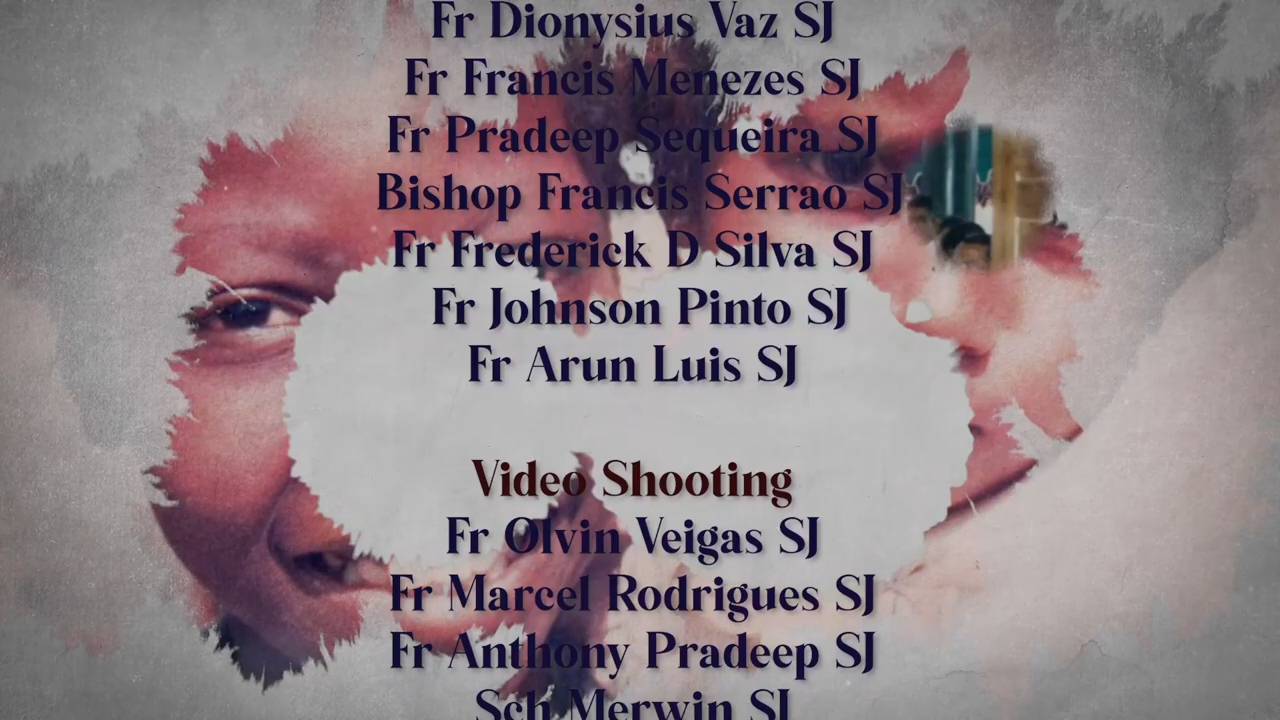 Fr Dionysius Vaz SJ
Fr Francis Menezes SJ
Fr Pradeep Sequeira SJ
Bishop Francis Serrao SJ
Fr Frederick D Silva SJ
Fr Johnson Pinto SJ
Fr Arun Luis SJ
Video Shooting
Fr Olvin Veigas SJ
Fr Marcel Rodrigues SJ
Fr Anthony Pradeep SJ
Sch Merwin SJ